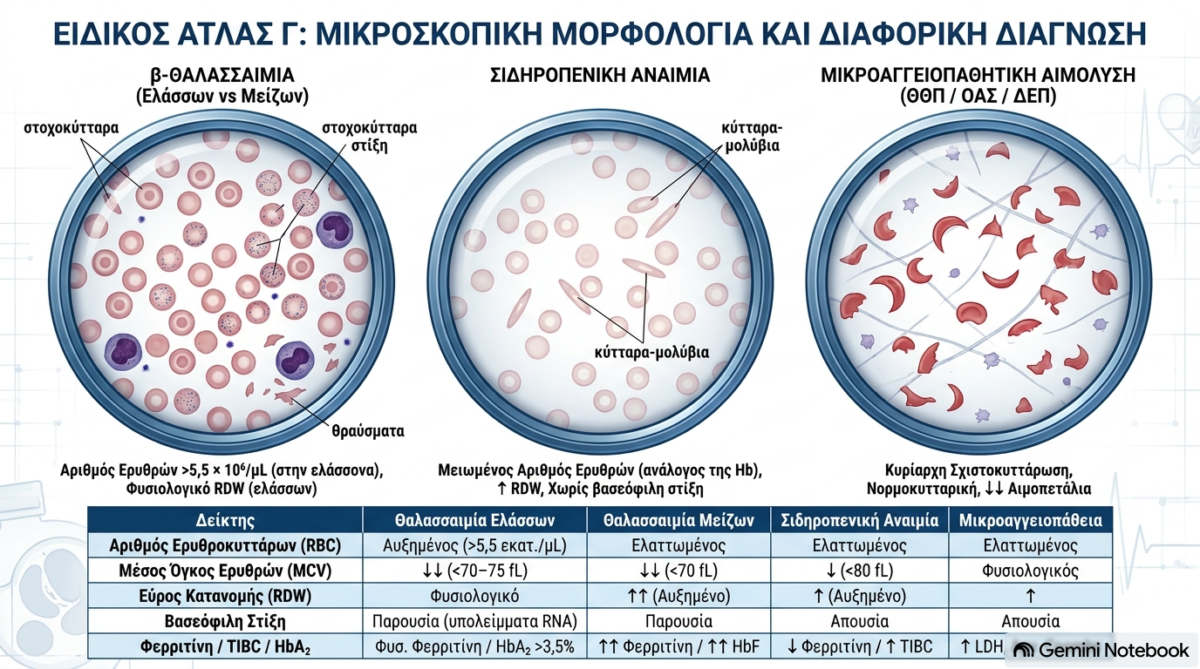 ΕΙΔΙΚΟΣ ΑΤΛΑΣ Γ: ΜΙΚΡΟΣΚΟΠΙΚΗ ΜΟΡΦΟΛΟΓΙΑ ΚΑΙ ΔΙΑΦΟΡΙΚΗ ΔΙΑΓΝΩΣΗ
β-ΘΑΛΑΣΣΑΙΜΙΑ
(Ελάσσων vs Μείζων)
στοχοκύτταρα
στοχοκύτταρα
στίξη
θραύσματα
Αριθμός Ερυθρών >5,5 × 10⁶/μL (στην ελάσσονα),
Φυσιολογικό RDW (ελάσσων)
ΣΙΔΗΡΟΠΕΝΙΚΗ ΑΝΑΙΜΙΑ
κύτταρα-
μολύβια
κύτταρα-μολύβια
Μειωμένος Αριθμός Ερυθρών (ανάλογος της Hb),
↑ RDW, Χωρίς βασεόφιλη στίξη
ΜΙΚΡΟΑΓΓΕΙΟΠΑΘΗΤΙΚΗ ΑΙΜΟΛΥΣΗ
(ΘΘΠ / ΟΑΣ / ΔΕΠ)
Κυρίαρχη Σχιστοκυττάρωση,
Νορμοκυτταρική, ↓↓ Αιμοπετάλια
Δείκτης Θαλασσαιμία Ελάσσων Θαλασσαιμία Μείζων Σιδηροπενική Αναιμία Μικροαγγειοπάθεια
Αριθμός Ερυθροκυττάρων (RBC) Αυξημένος (>5,5 εκατ./μL) Ελαττωμένος Ελαττωμένος Ελαττωμένος
Μέσος Όγκος Ερυθρών (MCV) ↓↓ (<70–75 fL) ↓↓ (<70 fL) ↓ (<80 fL) Φυσιολογικός
Εύρος Κατανομής (RDW) Φυσιολογικό ↑↑ (Αυξημένο) ↑ (Αυξημένο) ↑
Βασεόφιλη Στίξη Παρουσία (υπολείμματα RNA) Παρουσία Απουσία Απουσία
Φερριτίνη / TIBC / HbA₂ Φυσ. Φερριτίνη / HbA₂ >3,5% ↑↑ Φερριτίνη / ↑↑ HbF ↓ Φερριτίνη / ↑ TIBC ↑ LDH,
Gemini Notebook